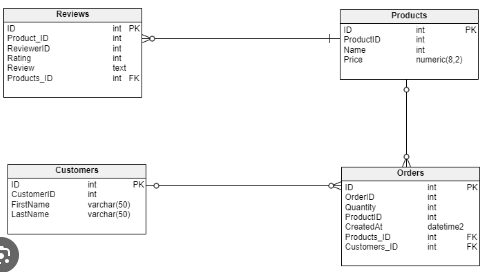 Reviews
ID int PK
Product_ID int
ReviewerID int
Rating int
Review text
Products_ID int FK
Products
ID int PK
ProductID int
Name int
Price numeric(8,2)
Customers
ID int PK
CustomerID int
FirstName varchar(50)
LastName varchar(50)
Orders
ID int PK
OrderID int
Quantity int
ProductID int
CreatedAt datetime2
Products_ID int FK
Customers_ID int FK